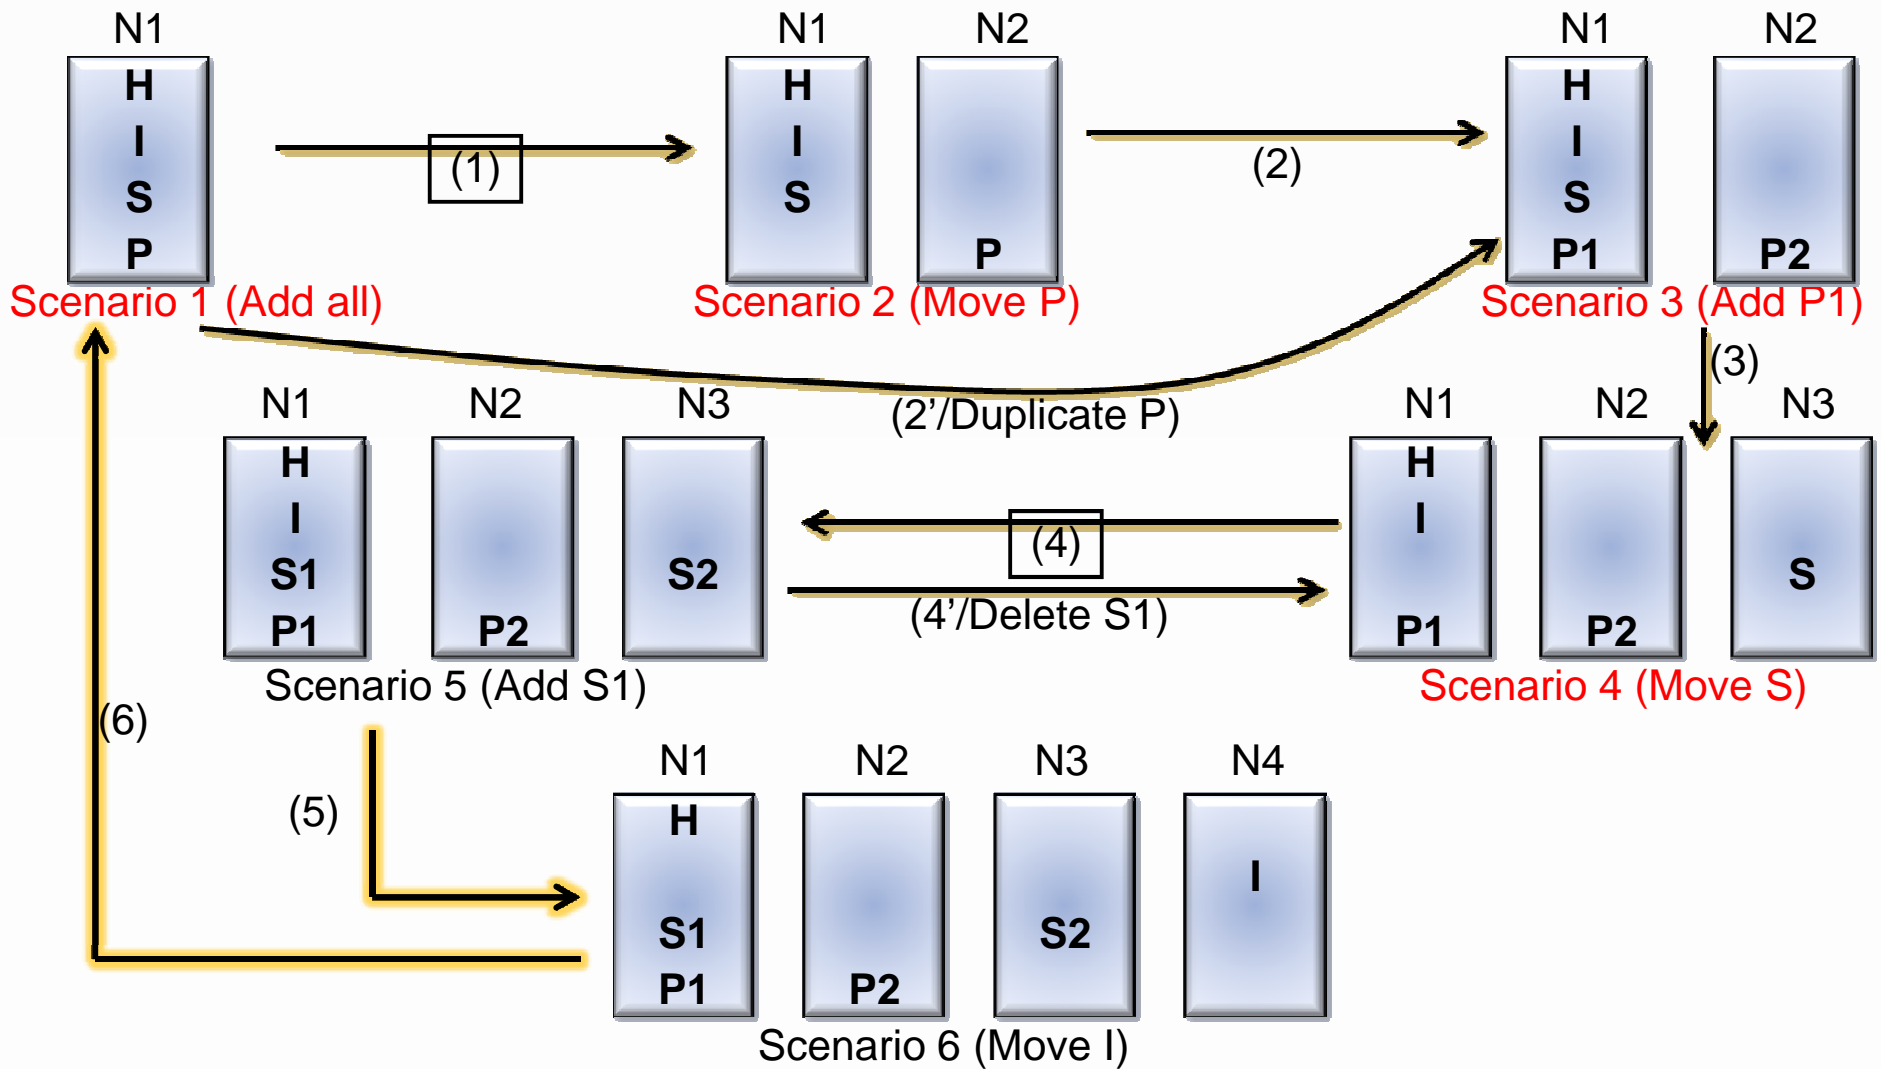 N1
H
I
S
P
Scenario 1 (Add all)
(1)
N1 N2
H
I
S
P
Scenario 2 (Move P)
(2)
N1 N2
H
I
S
P1 P2
Scenario 3 (Add P1)
(2’/Duplicate P)
(3)
N1 N2 N3
H
I
S1 S2
P1 P2
Scenario 5 (Add S1)
(4)
(4’/Delete S1)
N1 N2 N3
H
I
S
P1 P2
Scenario 4 (Move S)
(6)
(5)
N1 N2 N3 N4
H
I
S1 S2
P1 P2
Scenario 6 (Move I)